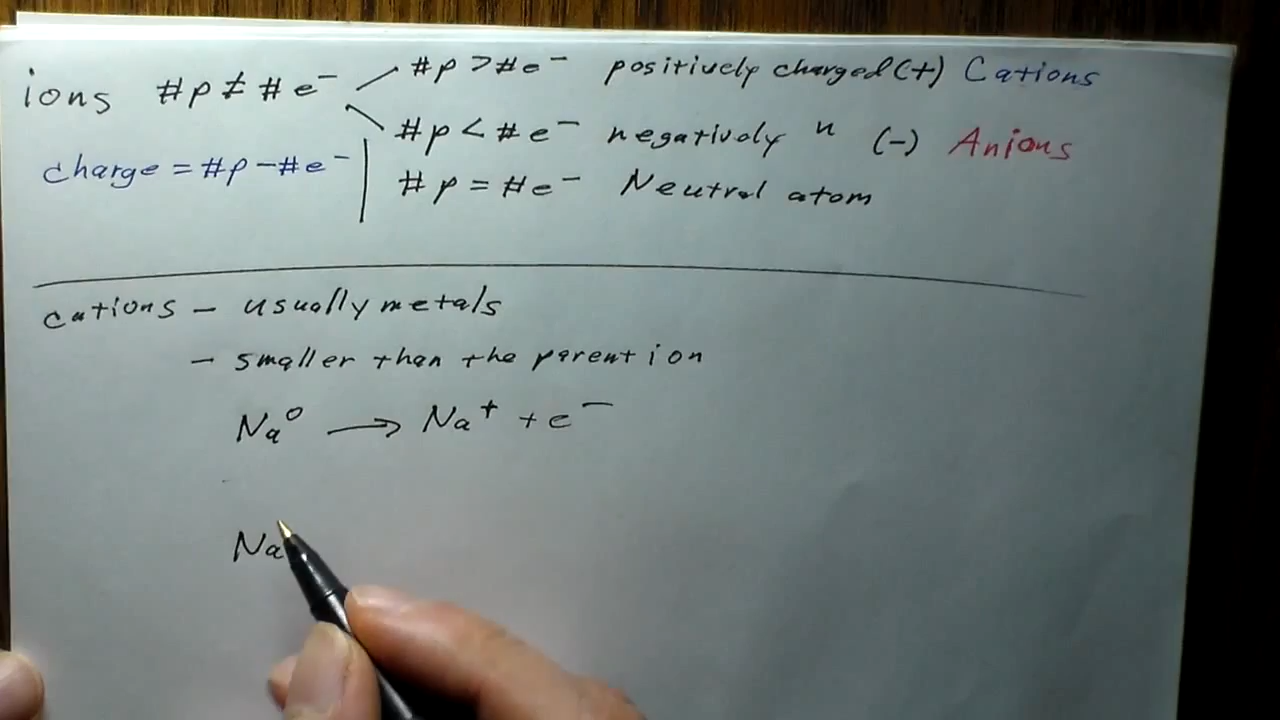 ions #p ≠ #e⁻ #p > #e⁻ positively charged (+) Cations
#p < #e⁻ negatively " (-) Anions
charge = #p - #e⁻ #p = #e⁻ Neutral atom
cations - usually metals
- smaller than the parent ion
Na⁰ → Na⁺ + e⁻
Na